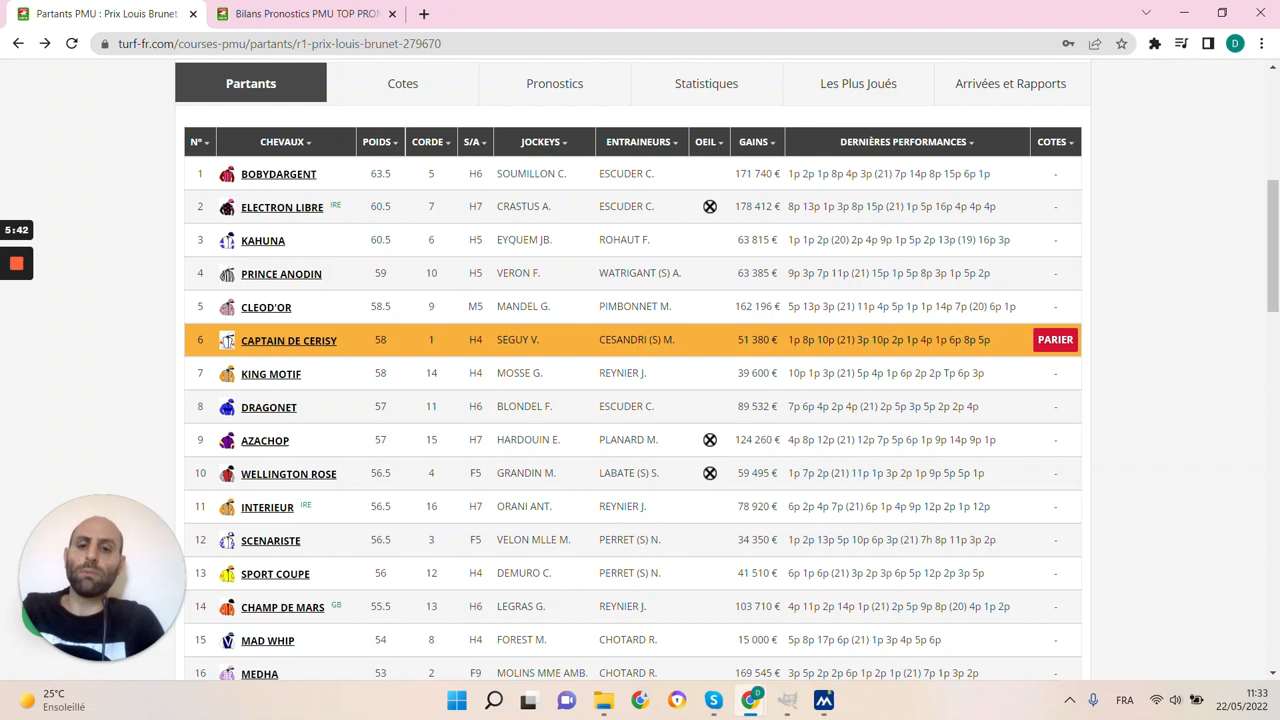 Partants PMU : Prix Louis Brunet
Bilans Pronostics PMU TOP PRON
turf-fr.com/courses-pmu/partants/r1-prix-louis-brunet-279670
D
Partants Cotes Pronostics Statistiques Les Plus Joués Arrivées et Rapports
N° CHEVAUX POIDS CORDE S/A JOCKEYS ENTRAINEURS OEIL GAINS DERNIÈRES PERFORMANCES COTES
1 BOBYDARGENT 63.5 5 H6 SOUMILLON C. ESCUDER C. 171 740 € 1p 2p 1p 8p 4p 3p (21) 7p 14p 8p 15p 6p 1p -
2 ELECTRON LIBRE IRE 60.5 7 H7 CRASTUS A. ESCUDER C. 178 412 € 8p 13p 1p 3p 8p 15p (21) 1p 5p 16p 4p 4p 4p -
5:42
3 KAHUNA 60.5 6 H5 EYQUEM JB. ROHAUT F. 63 815 € 1p 1p 2p (20) 2p 4p 9p 1p 5p 2p 13p (19) 16p 3p -
4 PRINCE ANODIN 59 10 H5 VERON F. WATRIGANT (S) A. 63 385 € 9p 3p 7p 11p (21) 15p 1p 5p 8p 3p 1p 5p 2p -
5 CLEOD'OR 58.5 9 M5 MANDEL G. PIMBONNET M. 162 196 € 5p 13p 3p (21) 11p 4p 5p 1p 1p 14p 7p (20) 6p 1p -
6 CAPTAIN DE CERISY 58 1 H4 SEGUY V. CESANDRI (S) M. 51 380 € 1p 8p 10p (21) 3p 10p 2p 1p 4p 1p 6p 8p 5p PARIER
7 KING MOTIF 58 14 H4 MOSSE G. REYNIER J. 39 600 € 10p 1p 3p (21) 5p 4p 1p 6p 2p 2p Tp 6p 3p -
8 DRAGONET 57 11 H6 BLONDEL F. ESCUDER C. 89 532 € 7p 6p 4p 2p 4p (21) 2p 5p 3p 5p 2p 2p 4p -
9 AZACHOP 57 15 H7 HARDOUIN E. PLANARD M. 124 260 € 4p 8p 12p (21) 12p 7p 5p 6p 1p 9p 14p 9p 1p -
10 WELLINGTON ROSE 56.5 4 F5 GRANDIN M. LABATE (S) S. 59 495 € 1p 7p 2p (21) 11p 1p 3p 2p 1p 9p 5p 5p 1p -
11 INTERIEUR IRE 56.5 16 H7 ORANI ANT. REYNIER J. 78 920 € 6p 2p 4p 7p (21) 6p 1p 4p 9p 12p 2p 1p 12p -
12 SCENARISTE 56.5 3 F5 VELON MLLE M. PERRET (S) N. 34 350 € 1p 2p 13p 5p 10p 6p 3p (21) 7h 8p 11p 3p 2p -
13 SPORT COUPE 56 12 H4 DEMURO C. PERRET (S) N. 41 510 € 6p 1p 6p (21) 3p 2p 3p 6p 5p 12p 2p 3p 5p -
14 CHAMP DE MARS GB 55.5 13 H6 LEGRAS G. REYNIER J. 103 710 € 4p 11p 2p 14p 1p (21) 2p 5p 9p 8p (20) 4p 1p 2p -
15 MAD WHIP 54 8 H4 FOREST M. CHOTARD R. 15 000 € 5p 8p 17p 6p (21) 1p 3p 4p 5p 6p -
16 MEDHA 53 2 F9 MOLINS MME AMB. CHOTARD R. 169 545 € 3p 5p 2p 2p 6p 1p 2p 1p (21) 7p 1p 3p 1p -
25°C
Ensoleillé
D
FRA
11:33
22/05/2022